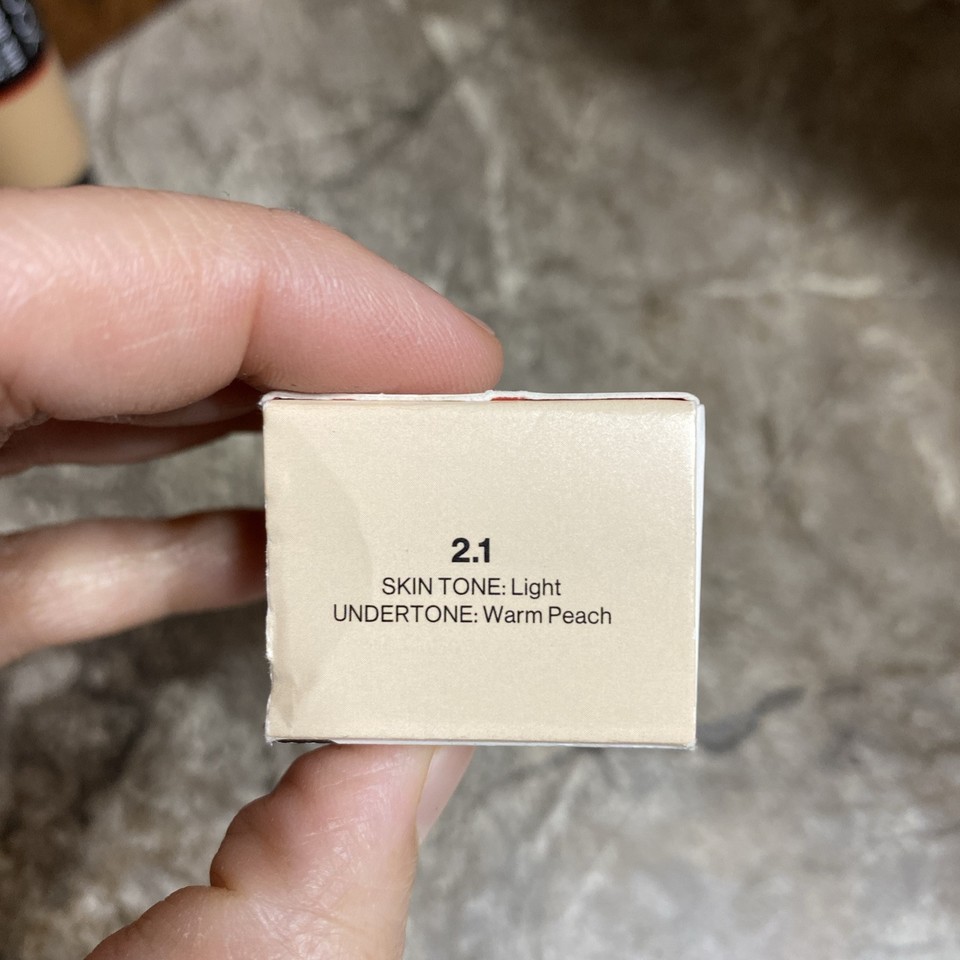 2.1
SKIN TONE: Light
UNDERTONE: Warm Peach